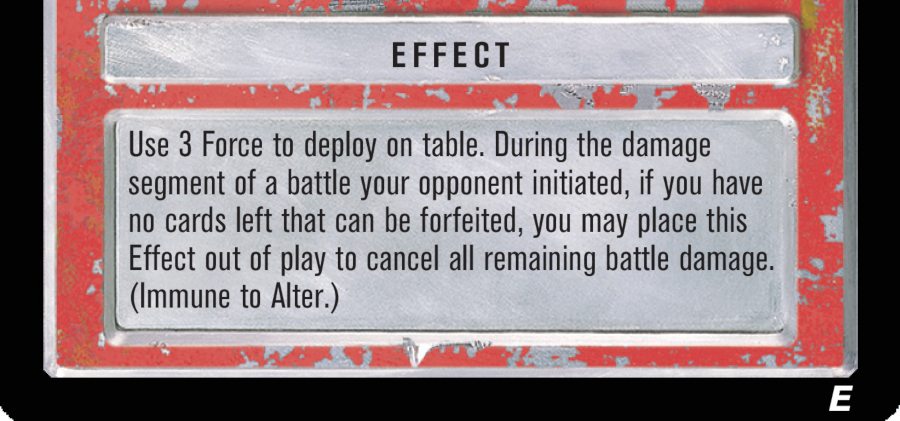 EFFECT
Use 3 Force to deploy on table. During the damage
segment of a battle your opponent initiated, if you have
no cards left that can be forfeited, you may place this
Effect out of play to cancel all remaining battle damage.
(Immune to Alter.)
E